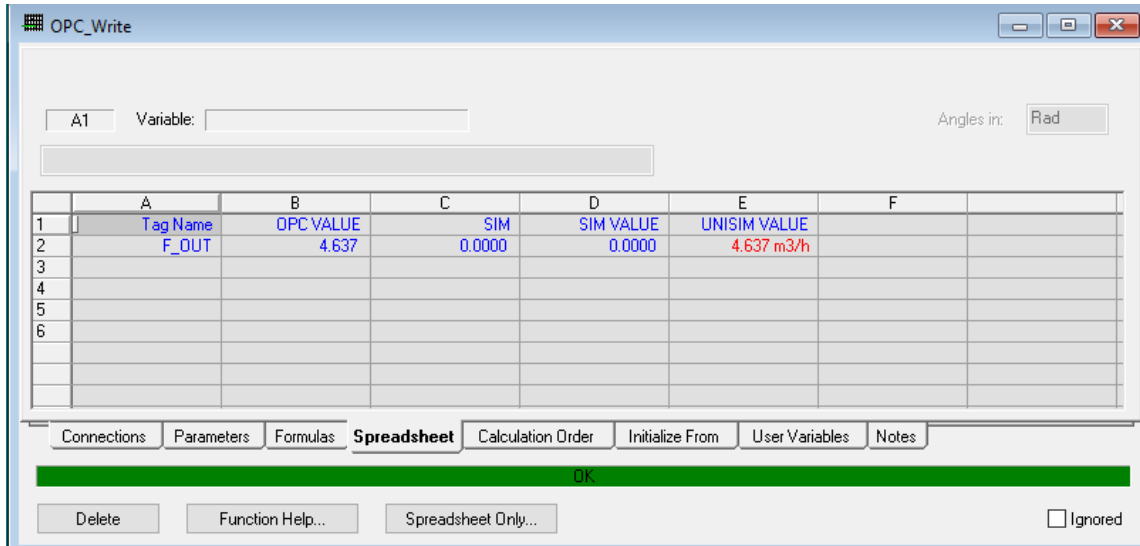 OPC_Write
A1 Variable: Angles in: Rad
A B C D E F
1 Tag Name OPC VALUE SIM SIM VALUE UNISIM VALUE
2 F_OUT 4.637 0.0000 0.0000 4.637 m3/h
3
4
5
6
Connections Parameters Formulas Spreadsheet Calculation Order Initialize From User Variables Notes
OK
Delete Function Help... Spreadsheet Only... Ignored